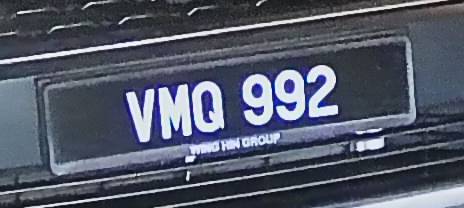 VMQ 992
WING HIN GROUP